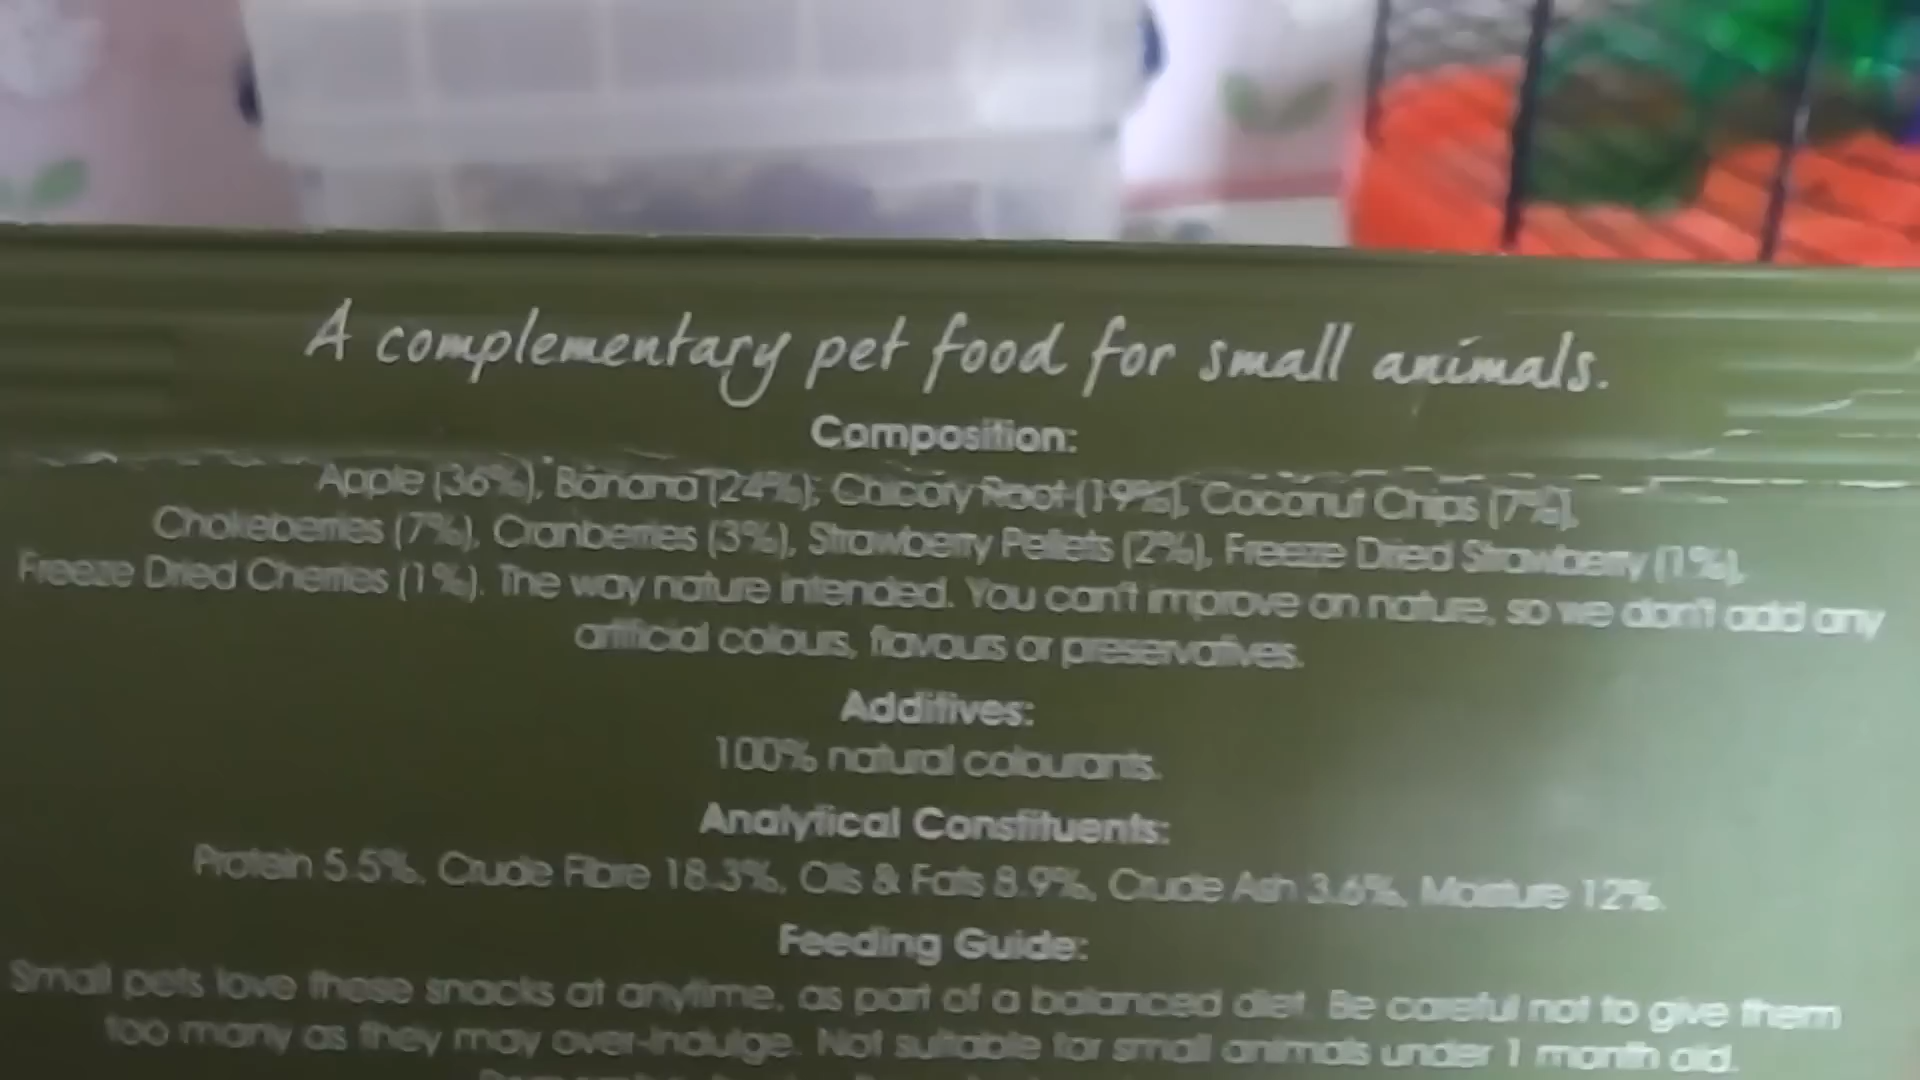 A complementary pet food for small animals.
Composition:
Apple (36%), Banana (24%), Chicory Root (19%), Coconut Chips (7%),
Chokeberries (7%), Cranberries (3%), Strawberry Pellets (2%), Freeze Dried Strawberry (1%),
Freeze Dried Cherries (1%). The way nature intended. You can't improve on nature, so we don't add any
artificial colours, flavours or preservatives.
Additives:
100% natural colourants.
Analytical Constituents:
Protein 5.5%, Crude Fibre 18.3%, Oils & Fats 8.9%, Crude Ash 3.6%, Moisture 12%.
Feeding Guide:
Small pets love these snacks at anytime, as part of a balanced diet. Be careful not to give them
too many as they may over-indulge. Not suitable for small animals under 1 month old.